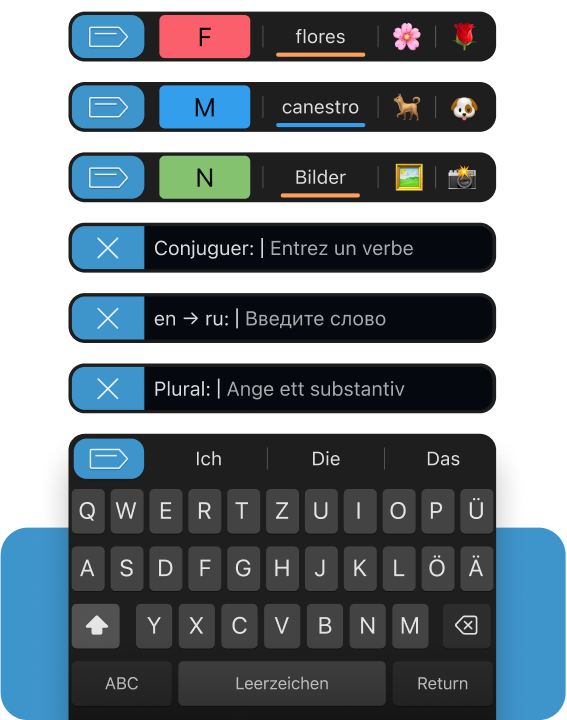 F flores
M canestro
N Bilder
Conjuguer: Entrez un verbe
en → ru: Введите слово
Plural: Ange ett substantiv
Ich Die Das
Q W E R T Z U I O P Ü
A S D F G H J K L Ö Ä
Y X C V B N M
ABC Leerzeichen Return